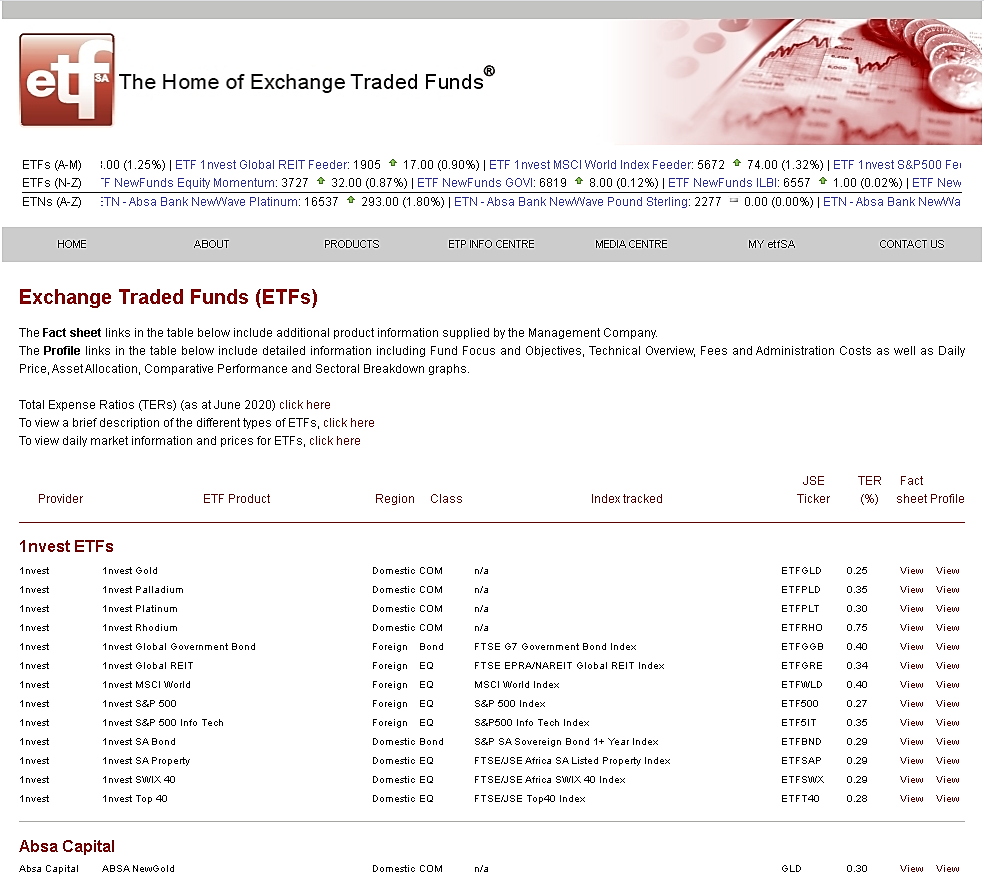 etf SA
The Home of Exchange Traded Funds®
ETFs (A-M) .00 (1.25%) | ETF 1nvest Global REIT Feeder: 1905 17.00 (0.90%) | ETF 1nvest MSCI World Index Feeder: 5672 74.00 (1.32%) | ETF 1nvest S&P500
ETFs (N-Z) NewFunds Equity Momentum: 3727 32.00 (0.87%) | ETF NewFunds GOVI: 6819 8.00 (0.12%) | ETF NewFunds ILBI: 6557 1.00 (0.02%) | ETF New
ETNs (A-Z) ETN - Absa Bank NewWave Platinum: 16537 293.00 (1.80%) | ETN - Absa Bank NewWave Pound Sterling: 2277 0.00 (0.00%) | ETN - Absa Bank NewWa
HOME ABOUT PRODUCTS ETP INFO CENTRE MEDIA CENTRE MY etfSA CONTACT US
Exchange Traded Funds (ETFs)
The Fact sheet links in the table below include additional product information supplied by the Management Company.
The Profile links in the table below include detailed information including Fund Focus and Objectives, Technical Overview, Fees and Administration Costs as well as Daily
Price, Asset Allocation, Comparative Performance and Sectoral Breakdown graphs.
Total Expense Ratios (TERs) (as at June 2020) click here
To view a brief description of the different types of ETFs, click here
To view daily market information and prices for ETFs, click here
JSE TER Fact
Provider ETF Product Region Class Index tracked Ticker (%) sheet Profile
1nvest ETFs
1nvest 1nvest Gold Domestic COM n/a ETFGLD 0.25 View View
1nvest 1nvest Palladium Domestic COM n/a ETFPLD 0.35 View View
1nvest 1nvest Platinum Domestic COM n/a ETFPLT 0.30 View View
1nvest 1nvest Rhodium Domestic COM n/a ETFRHO 0.75 View View
1nvest 1nvest Global Government Bond Foreign Bond FTSE G7 Government Bond Index ETFGGB 0.40 View View
1nvest 1nvest Global REIT Foreign EQ FTSE EPRA/NAREIT Global REIT Index ETFGRE 0.34 View View
1nvest 1nvest MSCI World Foreign EQ MSCI World Index ETFWLD 0.40 View View
1nvest 1nvest S&P 500 Foreign EQ S&P 500 Index ETF500 0.27 View View
1nvest 1nvest S&P 500 Info Tech Foreign EQ S&P500 Info Tech Index ETF5IT 0.35 View View
1nvest 1nvest SA Bond Domestic Bond S&P SA Sovereign Bond 1+ Year Index ETFBND 0.29 View View
1nvest 1nvest SA Property Domestic EQ FTSE/JSE Africa SA Listed Property Index ETFSAP 0.29 View View
1nvest 1nvest SWIX 40 Domestic EQ FTSE/JSE Africa SWIX 40 Index ETFSWX 0.29 View View
1nvest 1nvest Top 40 Domestic EQ FTSE/JSE Top40 Index ETFT40 0.28 View View
Absa Capital
Absa Capital ABSA NewGold Domestic COM n/a GLD 0.30 View View